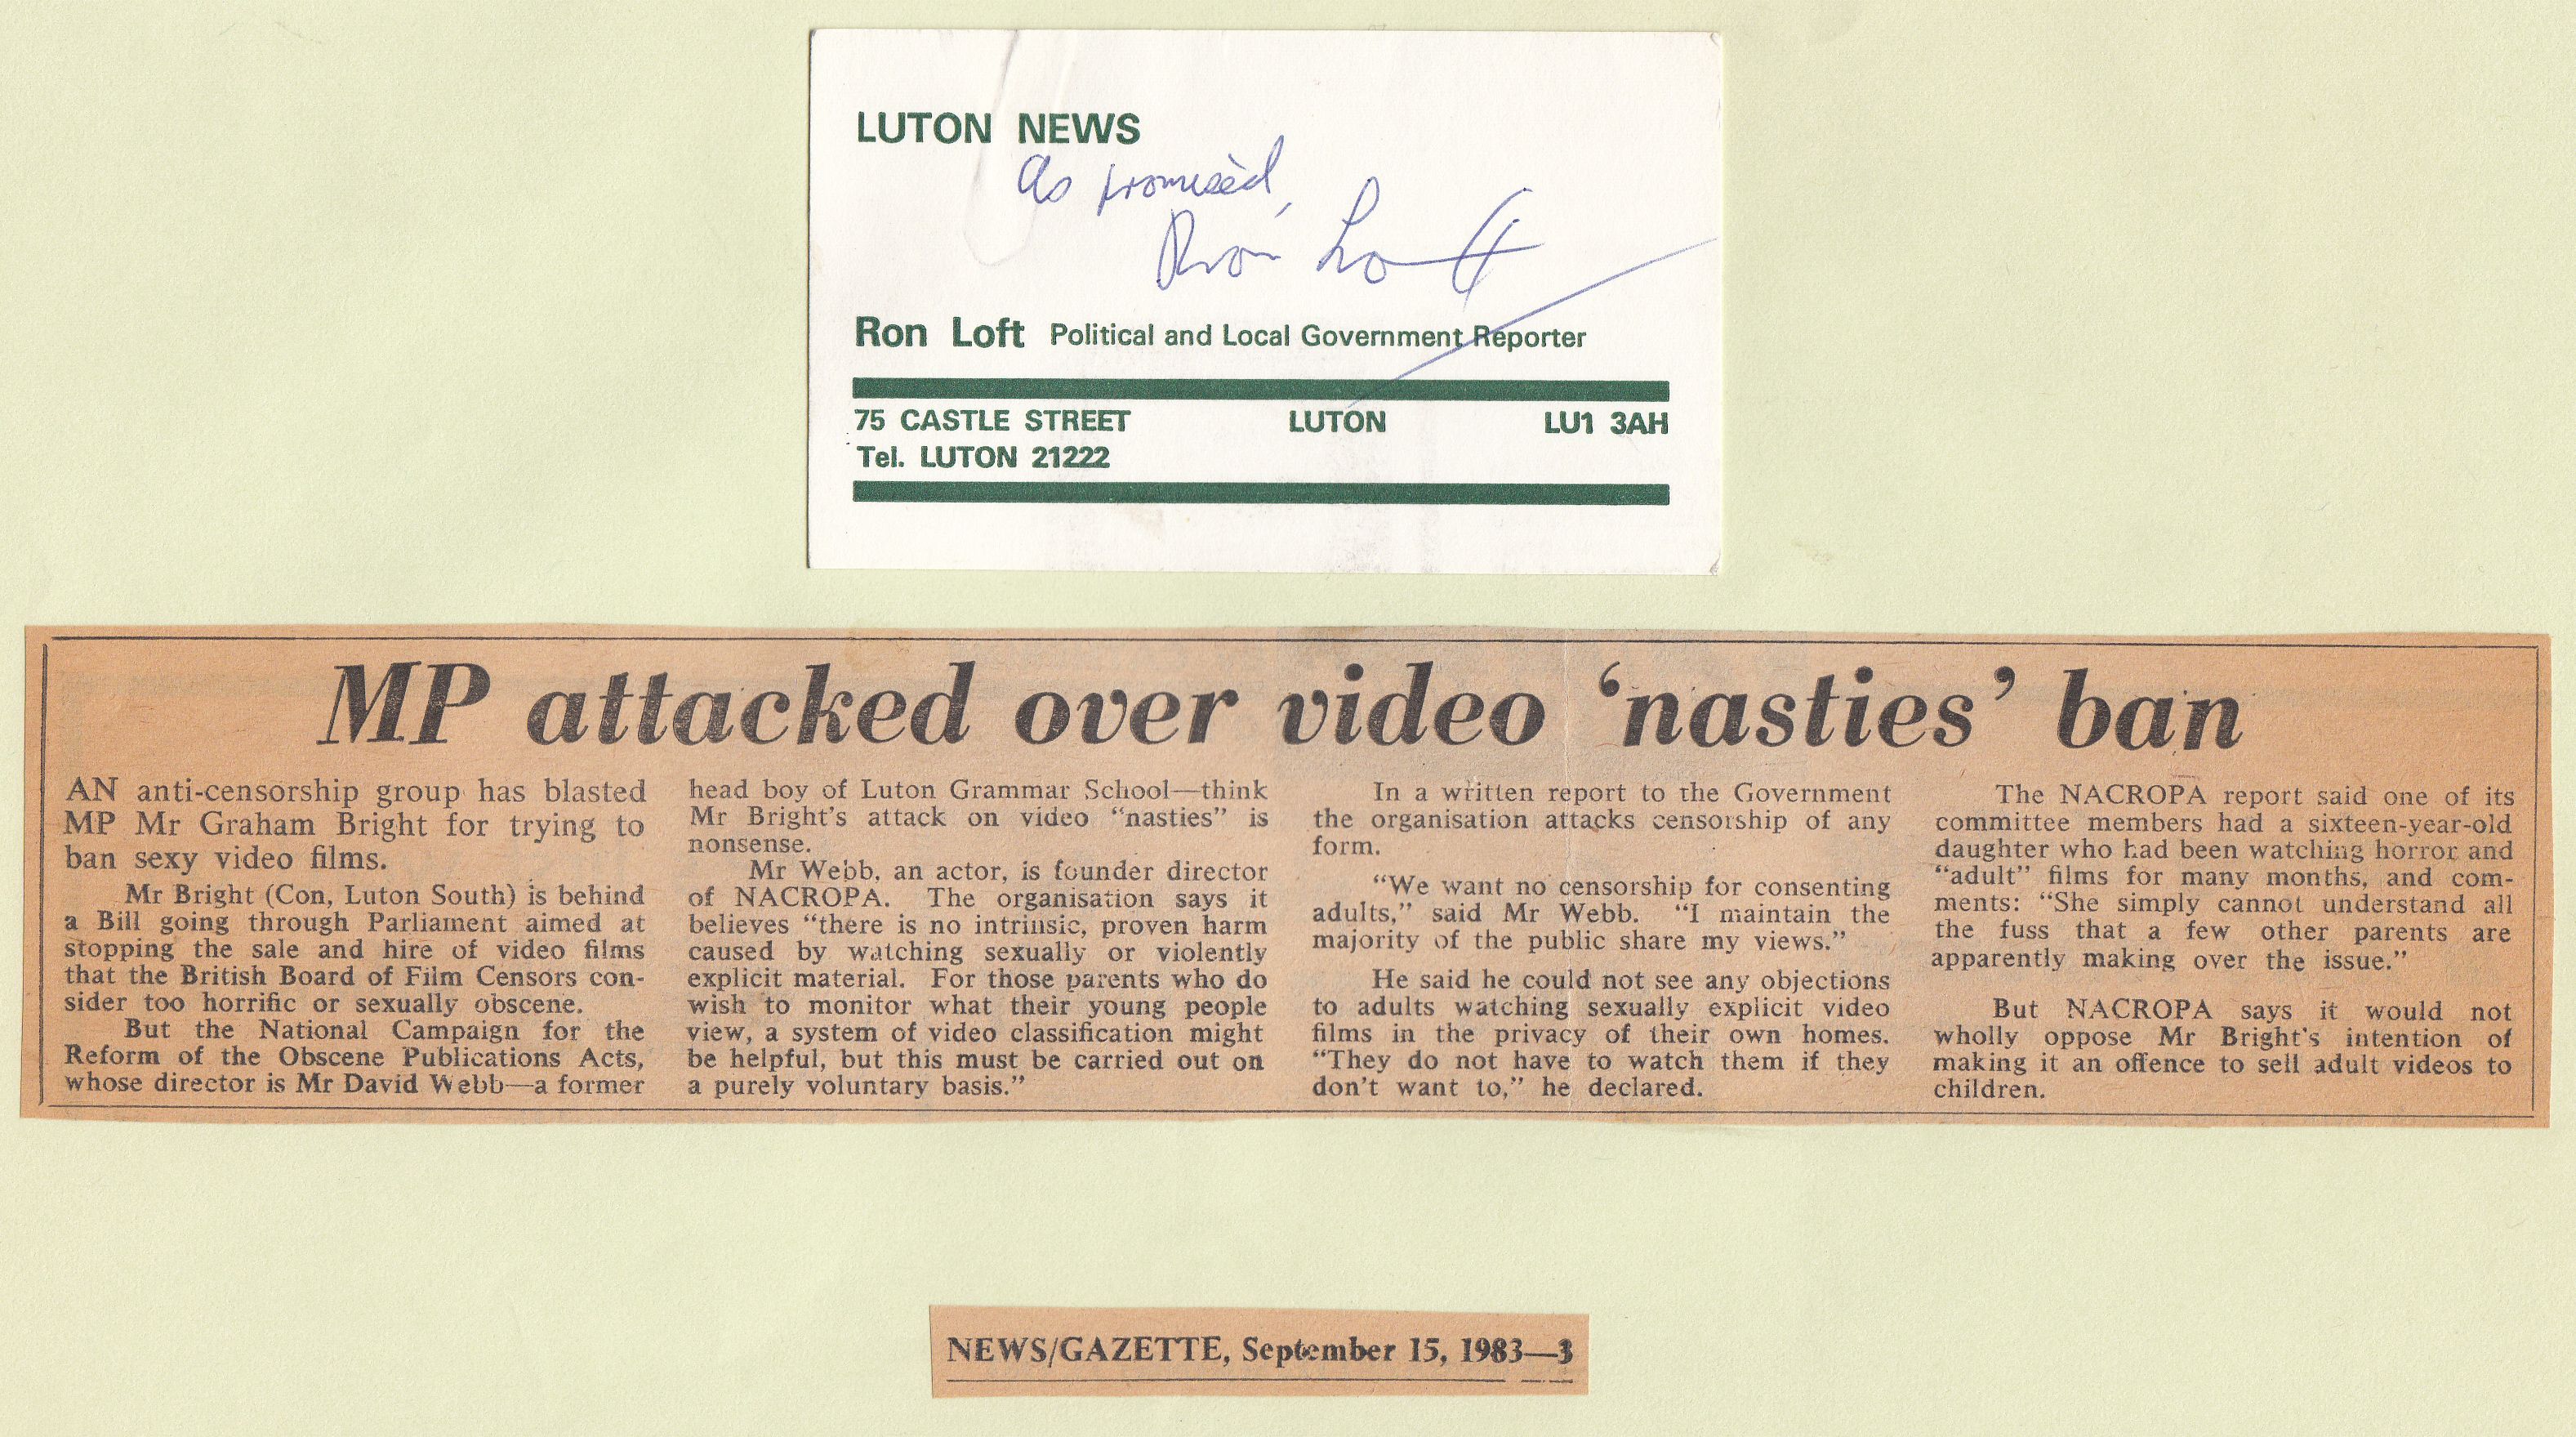 LUTON NEWS
As promised,
Ron Loft
Ron Loft Political and Local Government Reporter
75 CASTLE STREET LUTON LU1 3AH
Tel. LUTON 21222
MP attacked over video ‘nasties’ ban
AN anti-censorship group has blasted
MP Mr Graham Bright for trying to
ban sexy video films.
Mr Bright (Con, Luton South) is behind
a Bill going through Parliament aimed at
stopping the sale and hire of video films
that the British Board of Film Censors con-
sider too horrific or sexually obscene.
But the National Campaign for the
Reform of the Obscene Publications Acts,
whose director is Mr David Webb—a former
head boy of Luton Grammar School—think
Mr Bright’s attack on video “nasties” is
nonsense.
Mr Webb, an actor, is founder director
of NACROPA. The organisation says it
believes “there is no intrinsic, proven harm
caused by watching sexually or violently
explicit material. For those parents who do
wish to monitor what their young people
view, a system of video classification might
be helpful, but this must be carried out on
a purely voluntary basis.”
In a written report to the Government
the organisation attacks censorship of any
form.
“We want no censorship for consenting
adults,” said Mr Webb. “I maintain the
majority of the public share my views.”
He said he could not see any objections
to adults watching sexually explicit video
films in the privacy of their own homes.
“They do not have to watch them if they
don’t want to,” he declared.
The NACROPA report said one of its
committee members had a sixteen-year-old
daughter who had been watching horror and
“adult” films for many months, and com-
ments: “She simply cannot understand all
the fuss that a few other parents are
apparently making over the issue.”
But NACROPA says it would not
wholly oppose Mr Bright’s intention of
making it an offence to sell adult videos to
children.
NEWS/GAZETTE, September 15, 1983—3